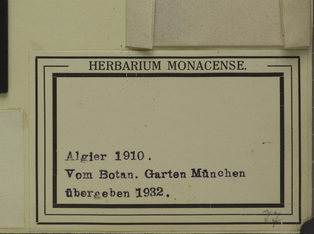 HERBARIUM MONACENSE.
Algier 1910.
Vom Botan. Garten München
übergeben 1932.